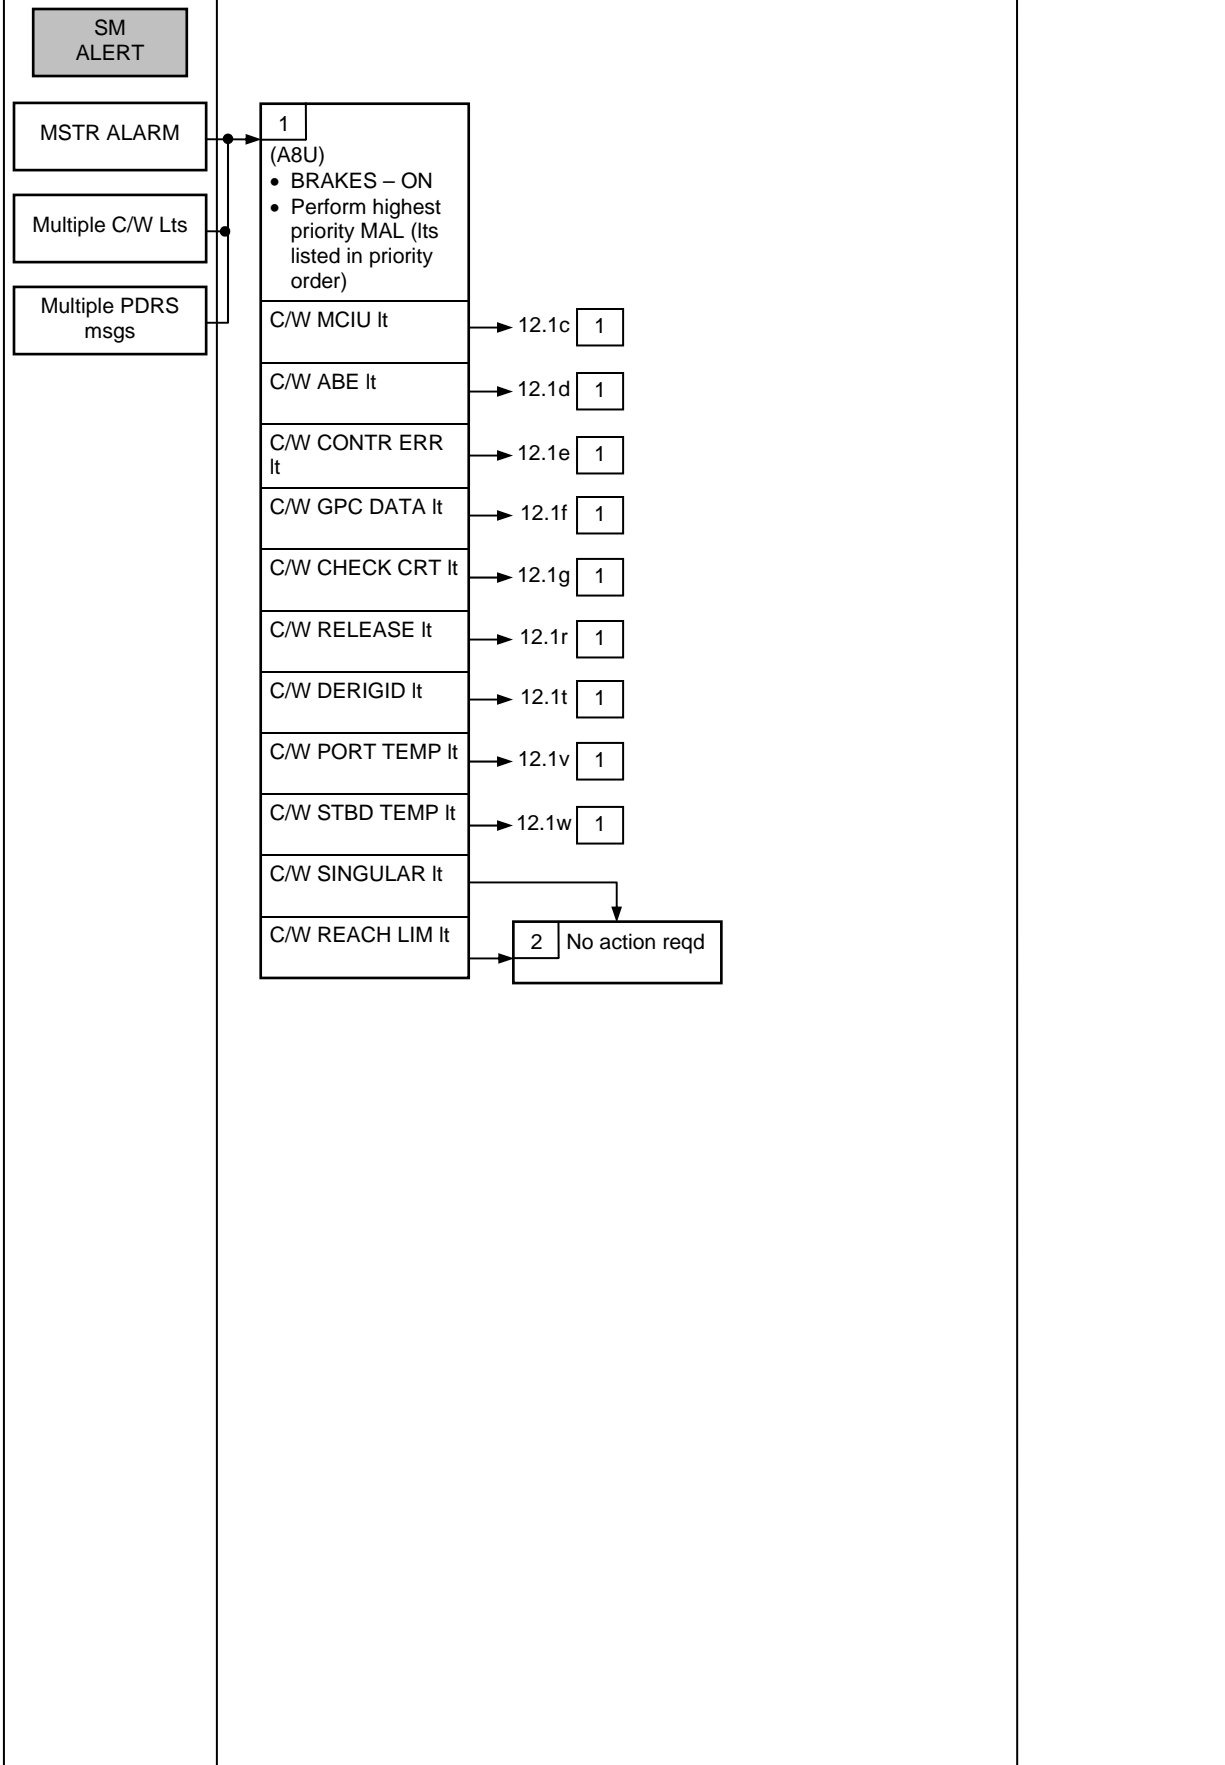 SM
ALERT
MSTR ALARM
Multiple C/W Lts
Multiple PDRS
msgs
1
(A8U)
• BRAKES – ON
• Perform highest
priority MAL (lts
listed in priority
order)
C/W MCIU lt
12.1c 1
C/W ABE lt
12.1d 1
C/W CONTR ERR
lt
12.1e 1
C/W GPC DATA lt
12.1f 1
C/W CHECK CRT lt
12.1g 1
C/W RELEASE lt
12.1r 1
C/W DERIGID lt
12.1t 1
C/W PORT TEMP lt
12.1v 1
C/W STBD TEMP lt
12.1w 1
C/W SINGULAR lt
C/W REACH LIM lt
2 No action reqd